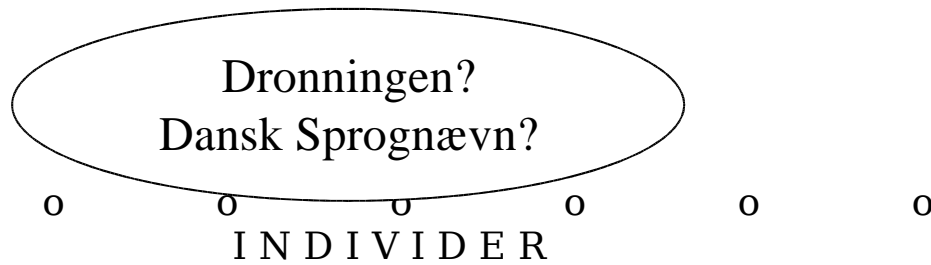 Dronningen?
Dansk Sprognævn?
o o o o o o
I N D I V I D E R